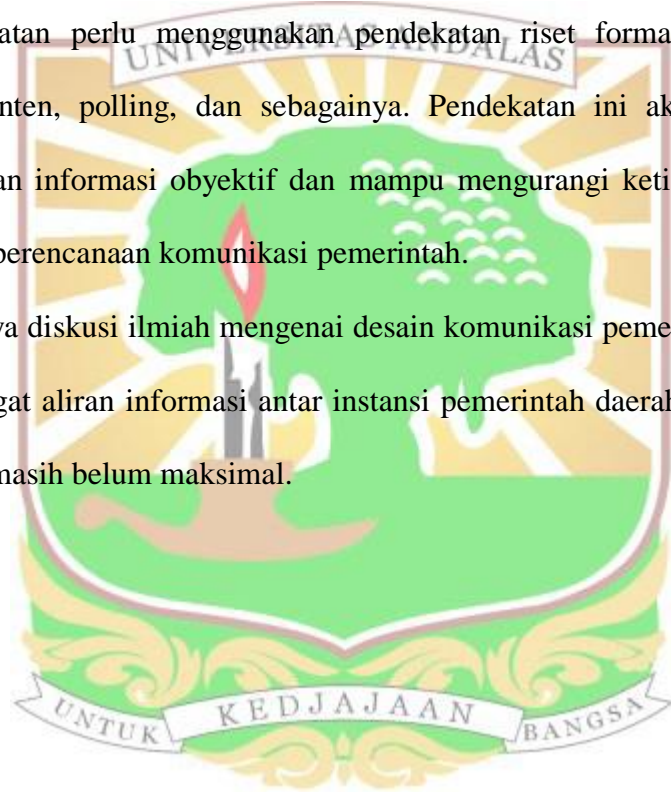 atan perlu menggunakan pendekatan riset forma
UNIVERSITAS ANDALAS
nten, polling, dan sebagainya. Pendekatan ini ak
an informasi obyektif dan mampu mengurangi keti
perencanaan komunikasi pemerintah.
ya diskusi ilmiah mengenai desain komunikasi peme
gat aliran informasi antar instansi pemerintah daerah
masih belum maksimal.
UNTUK KEDJAJAAN BANGSA